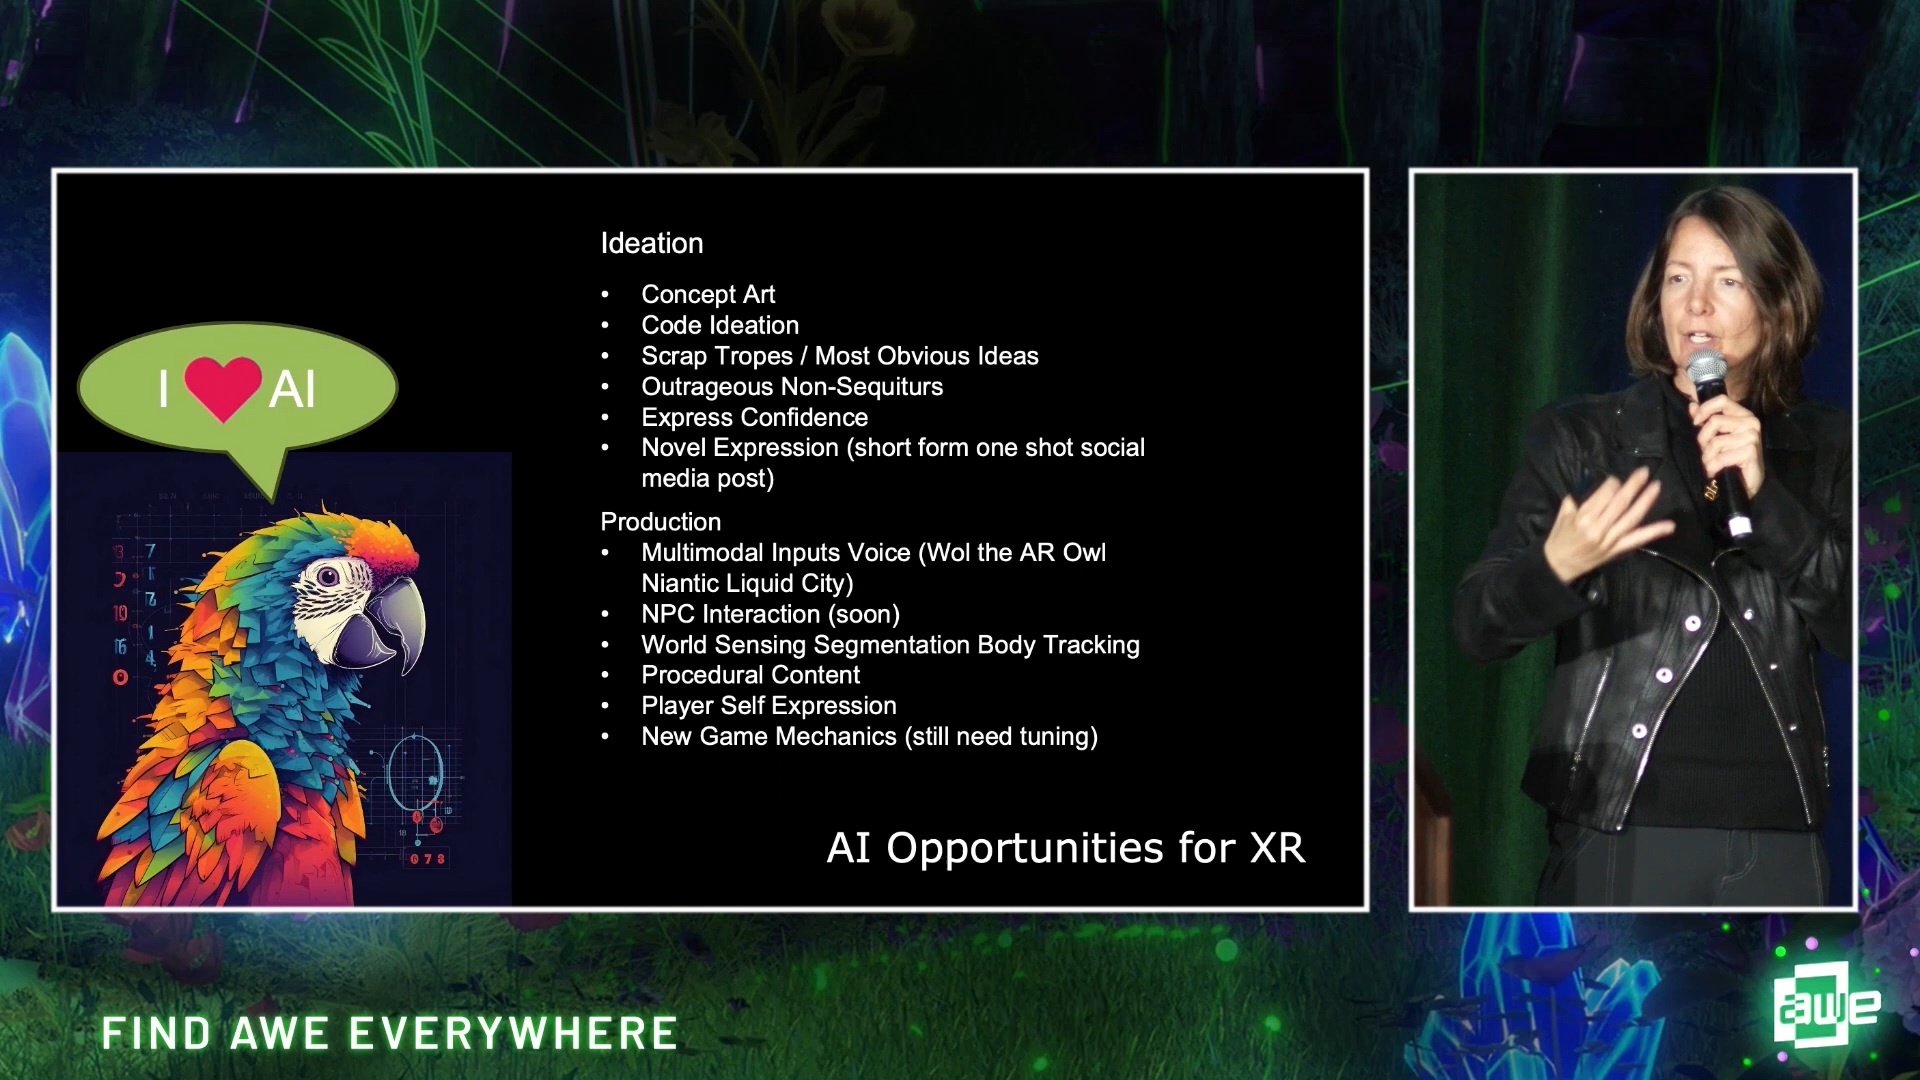 Ideation
• Concept Art
• Code Ideation
• Scrap Tropes / Most Obvious Ideas
• Outrageous Non-Sequiturs
• Express Confidence
• Novel Expression (short form one shot social
media post)
Production
• Multimodal Inputs Voice (Wol the AR Owl
Niantic Liquid City)
• NPC Interaction (soon)
• World Sensing Segmentation Body Tracking
• Procedural Content
• Player Self Expression
• New Game Mechanics (still need tuning)
AI Opportunities for XR
I ❤ AI
FIND AWE EVERYWHERE
awe